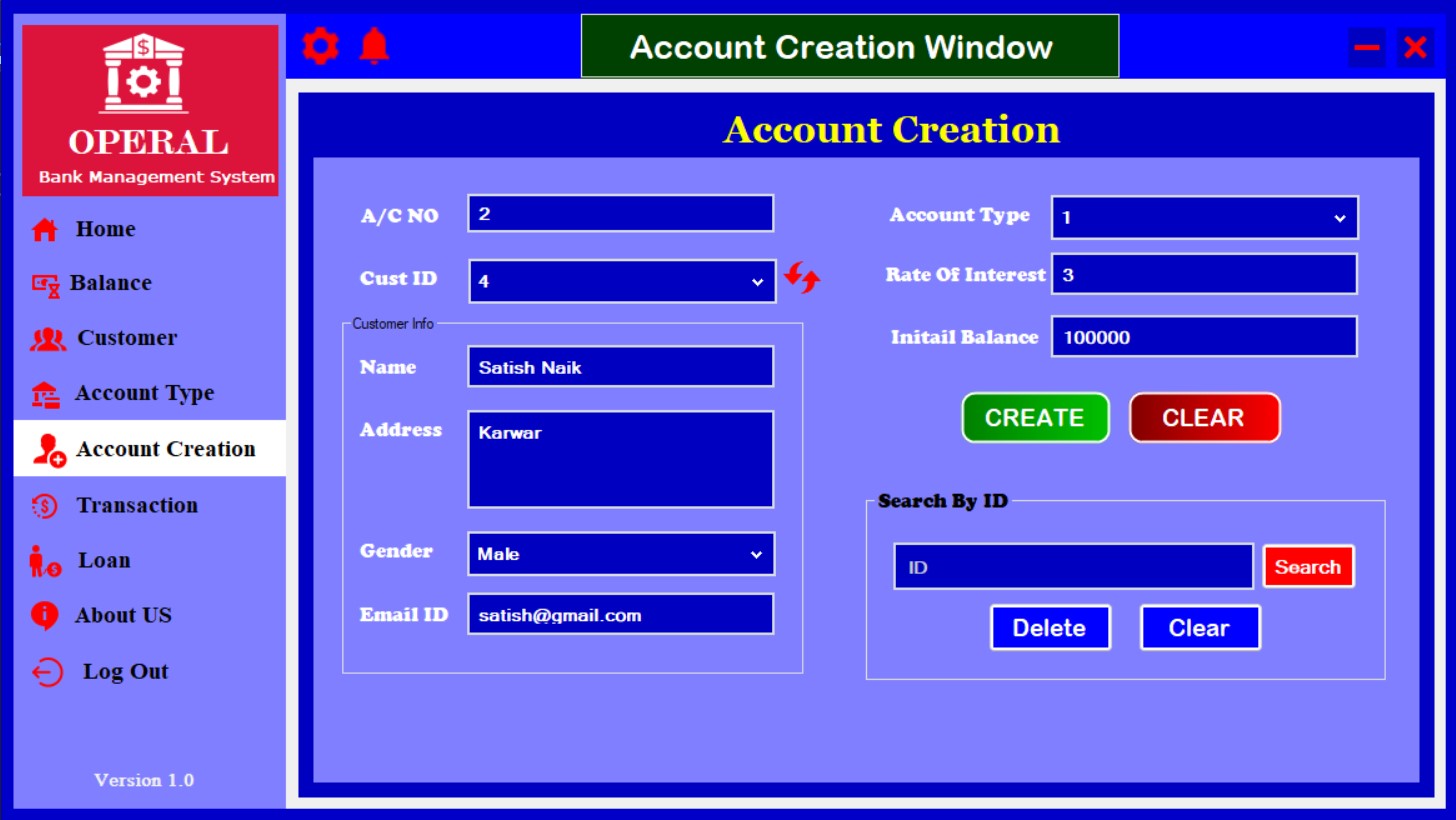 $
OPERAL
Bank Management System
Home
Balance
Customer
Account Type
Account Creation
Transaction
Loan
About US
Log Out
Version 1.0
Account Creation Window
Account Creation
A/C NO 2
Cust ID 4
Customer Info
Name Satish Naik
Address Karwar
Gender Male
Email ID satish@gmail.com
Account Type 1
Rate Of Interest 3
Initail Balance 100000
CREATE CLEAR
Search By ID
ID Search
Delete Clear